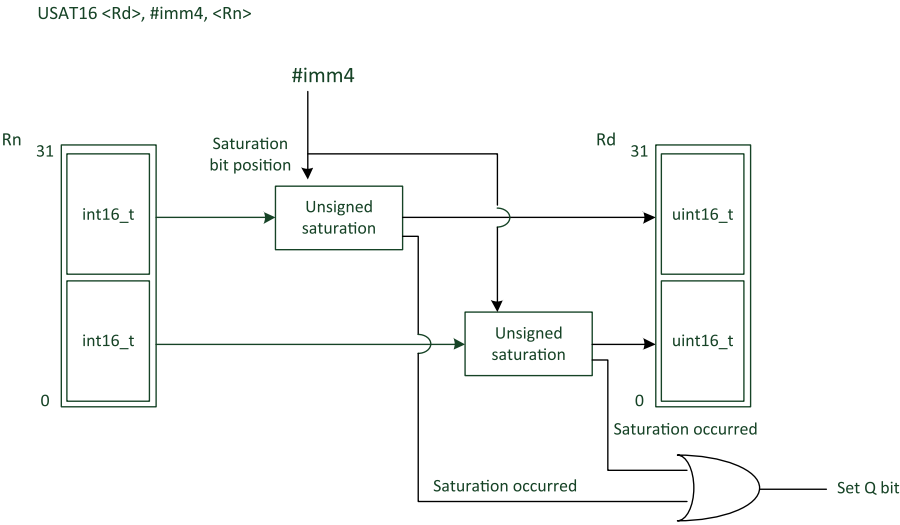 USAT16 <Rd>, #imm4, <Rn>
#imm4
Rn
31
Saturation
bit position
Rd
31
int16_t
Unsigned
saturation
uint16_t
int16_t
Unsigned
saturation
uint16_t
0
0
Saturation occurred
Saturation occurred
Set Q bit